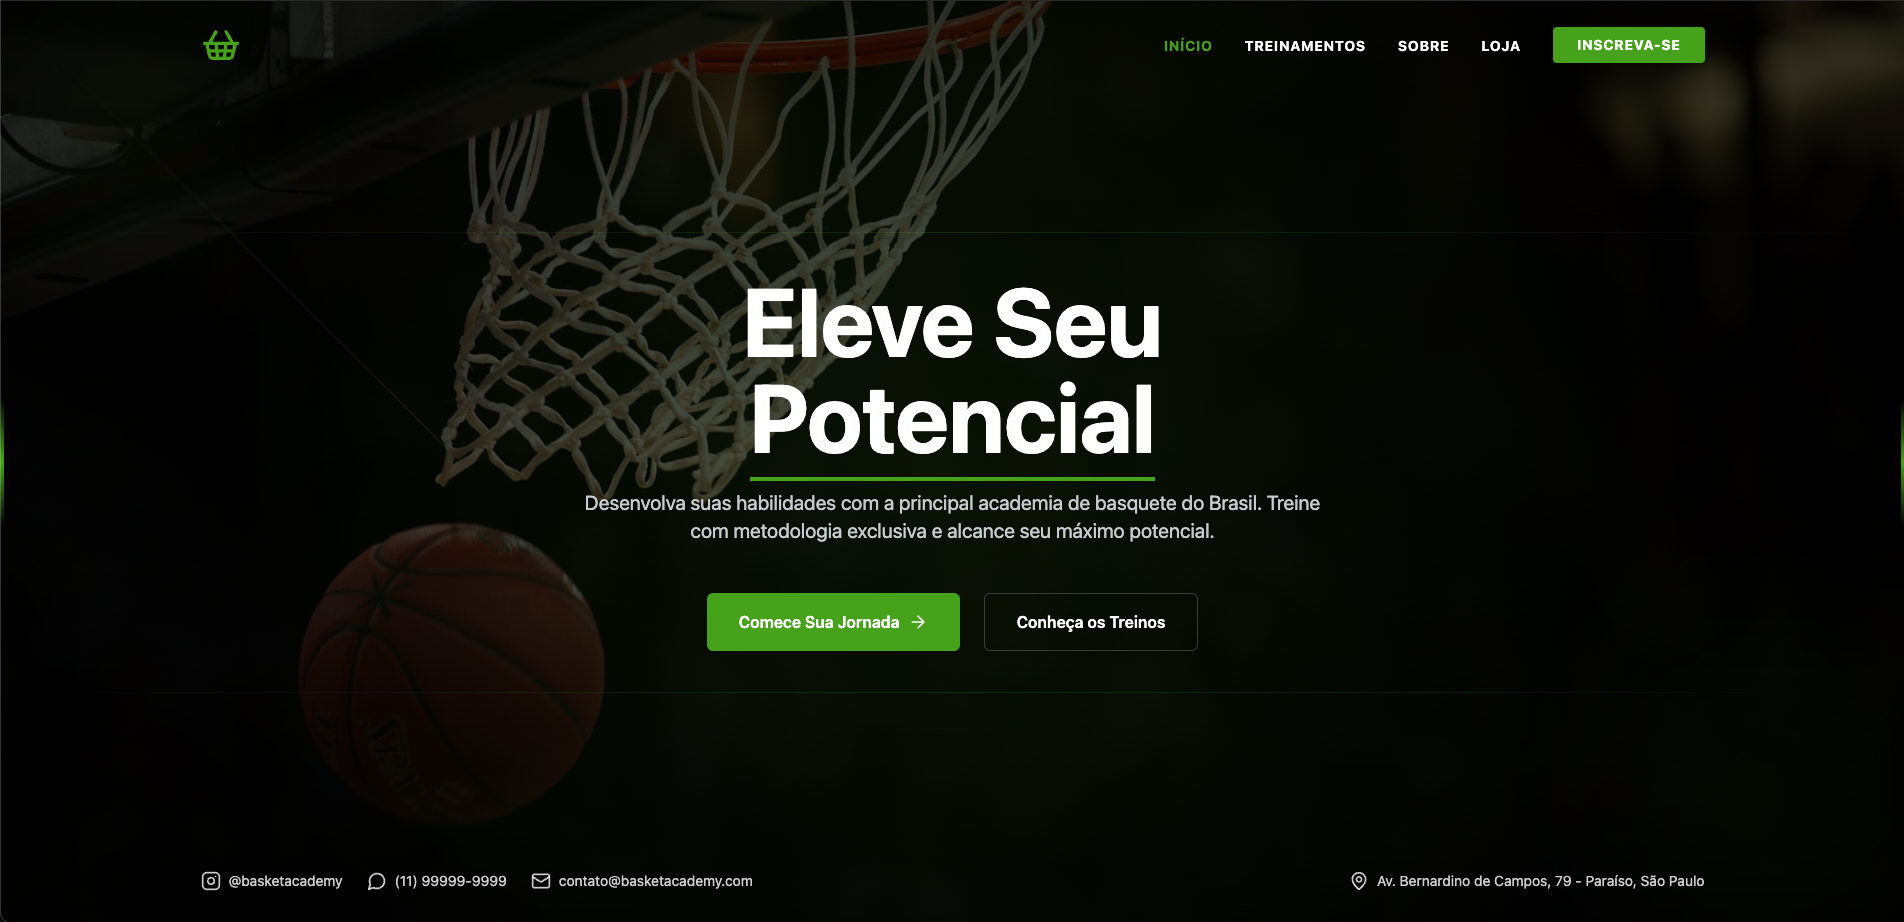 INÍCIO TREINAMENTOS SOBRE LOJA INSCREVA-SE
Eleve Seu
Potencial
Desenvolva suas habilidades com a principal academia de basquete do Brasil. Treine
com metodologia exclusiva e alcance seu máximo potencial.
Comece Sua Jornada → Conheça os Treinos
@basketacademy (11) 99999-9999 contato@basketacademy.com Av. Bernardino de Campos, 79 - Paraíso, São Paulo